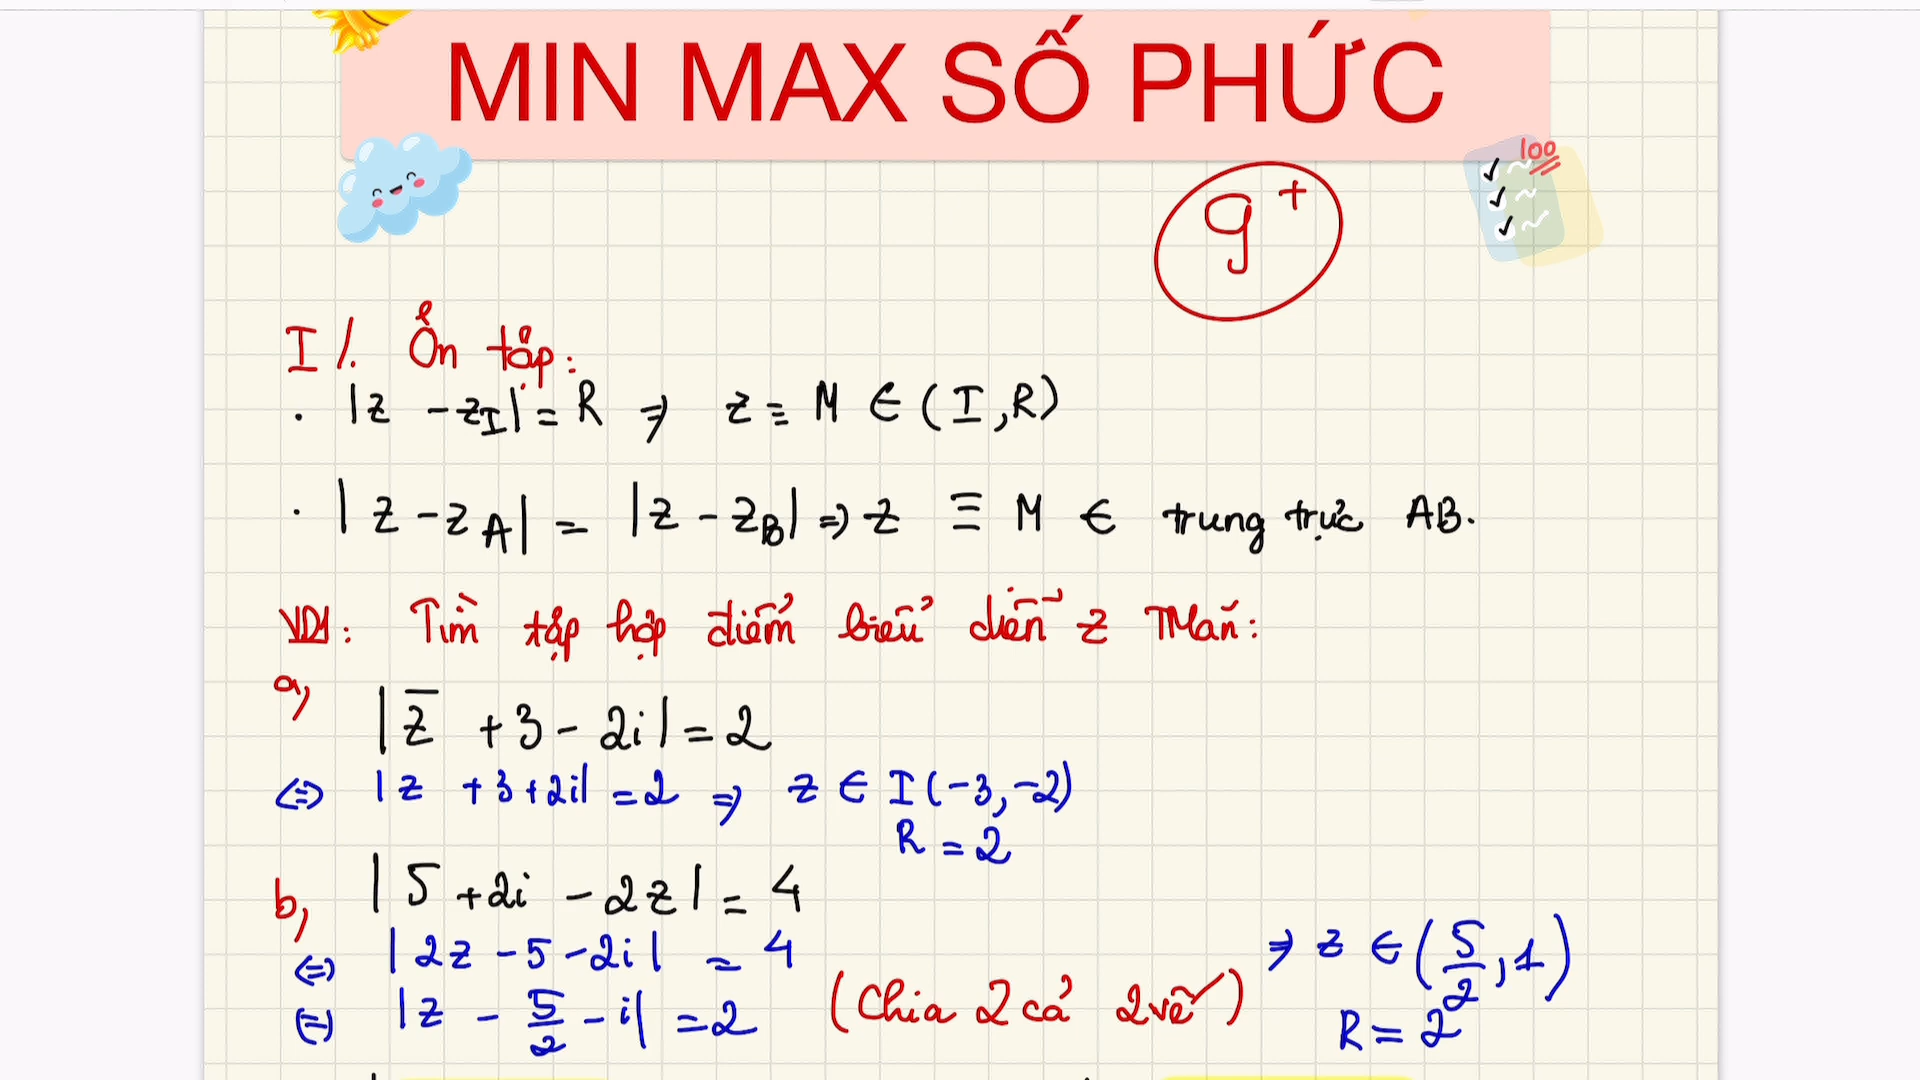 MIN MAX SỐ PHỨC
100
9+
I/. Ôn tập:
. |z - z_I| = R => z ≡ M ∈ (I,R)
. |z - z_A| = |z - z_B| => z ≡ M ∈ trung trực AB.
VD1: Tìm tập hợp điểm biểu diễn z TMãn:
a, |z̅ + 3 - 2i| = 2
<=> |z + 3 + 2i| = 2 => z ∈ I(-3,-2)
R = 2
b, |5 + 2i - 2z| = 4
<=> |2z - 5 - 2i| = 4
<=> |z - 5/2 - i| = 2 (Chia 2 cả 2 vế)
=> z ∈ (5/2, 1)
R = 2